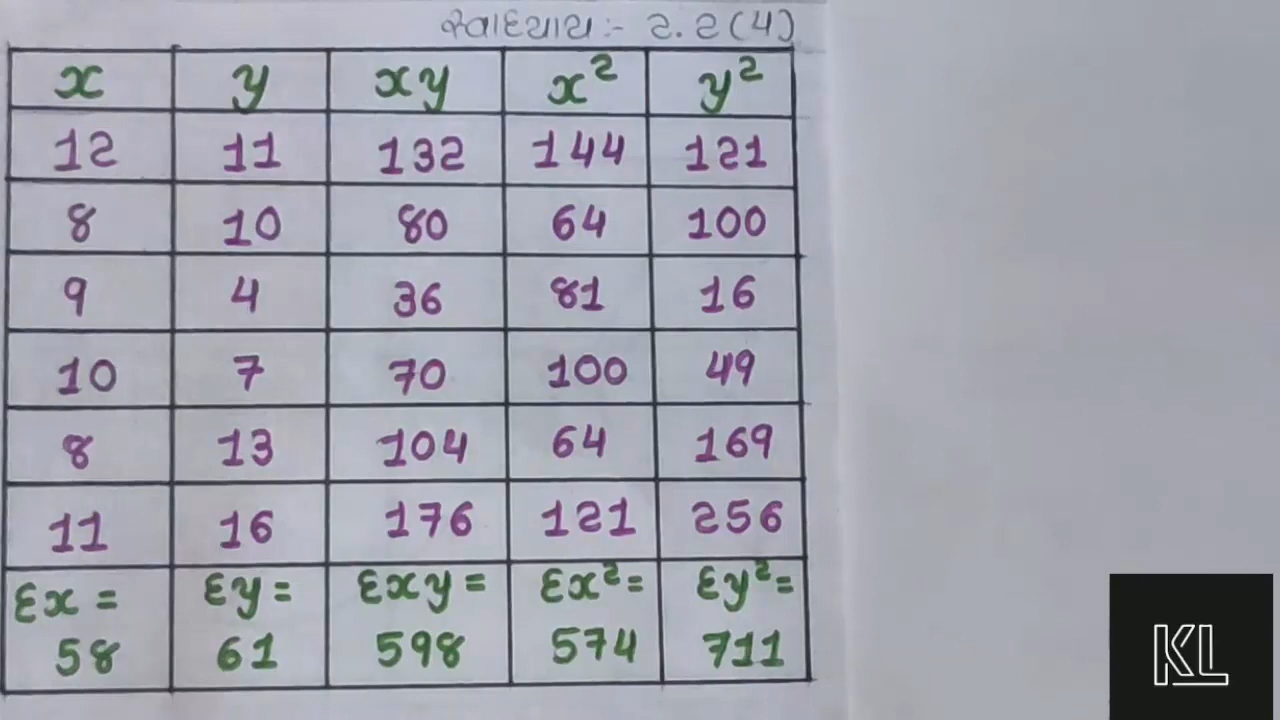 સ્વાધ્યાય:- 2.2(4)
x y xy x² y²
12 11 132 144 121
8 10 80 64 100
9 4 36 81 16
10 7 70 100 49
8 13 104 64 169
11 16 176 121 256
Σx = Σy = Σxy = Σx² = Σy² =
58 61 598 574 711
KL